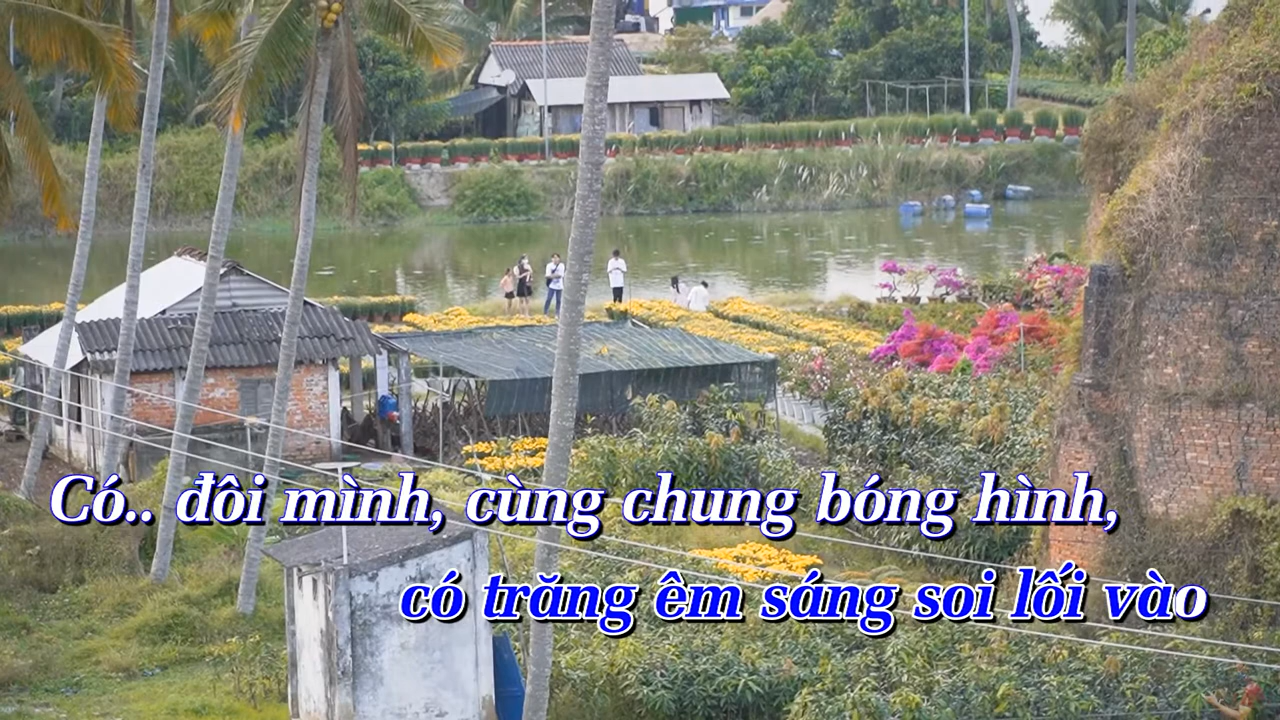 Có.. đôi mình, cùng chung bóng hình,
có trăng êm sáng soi lối vào